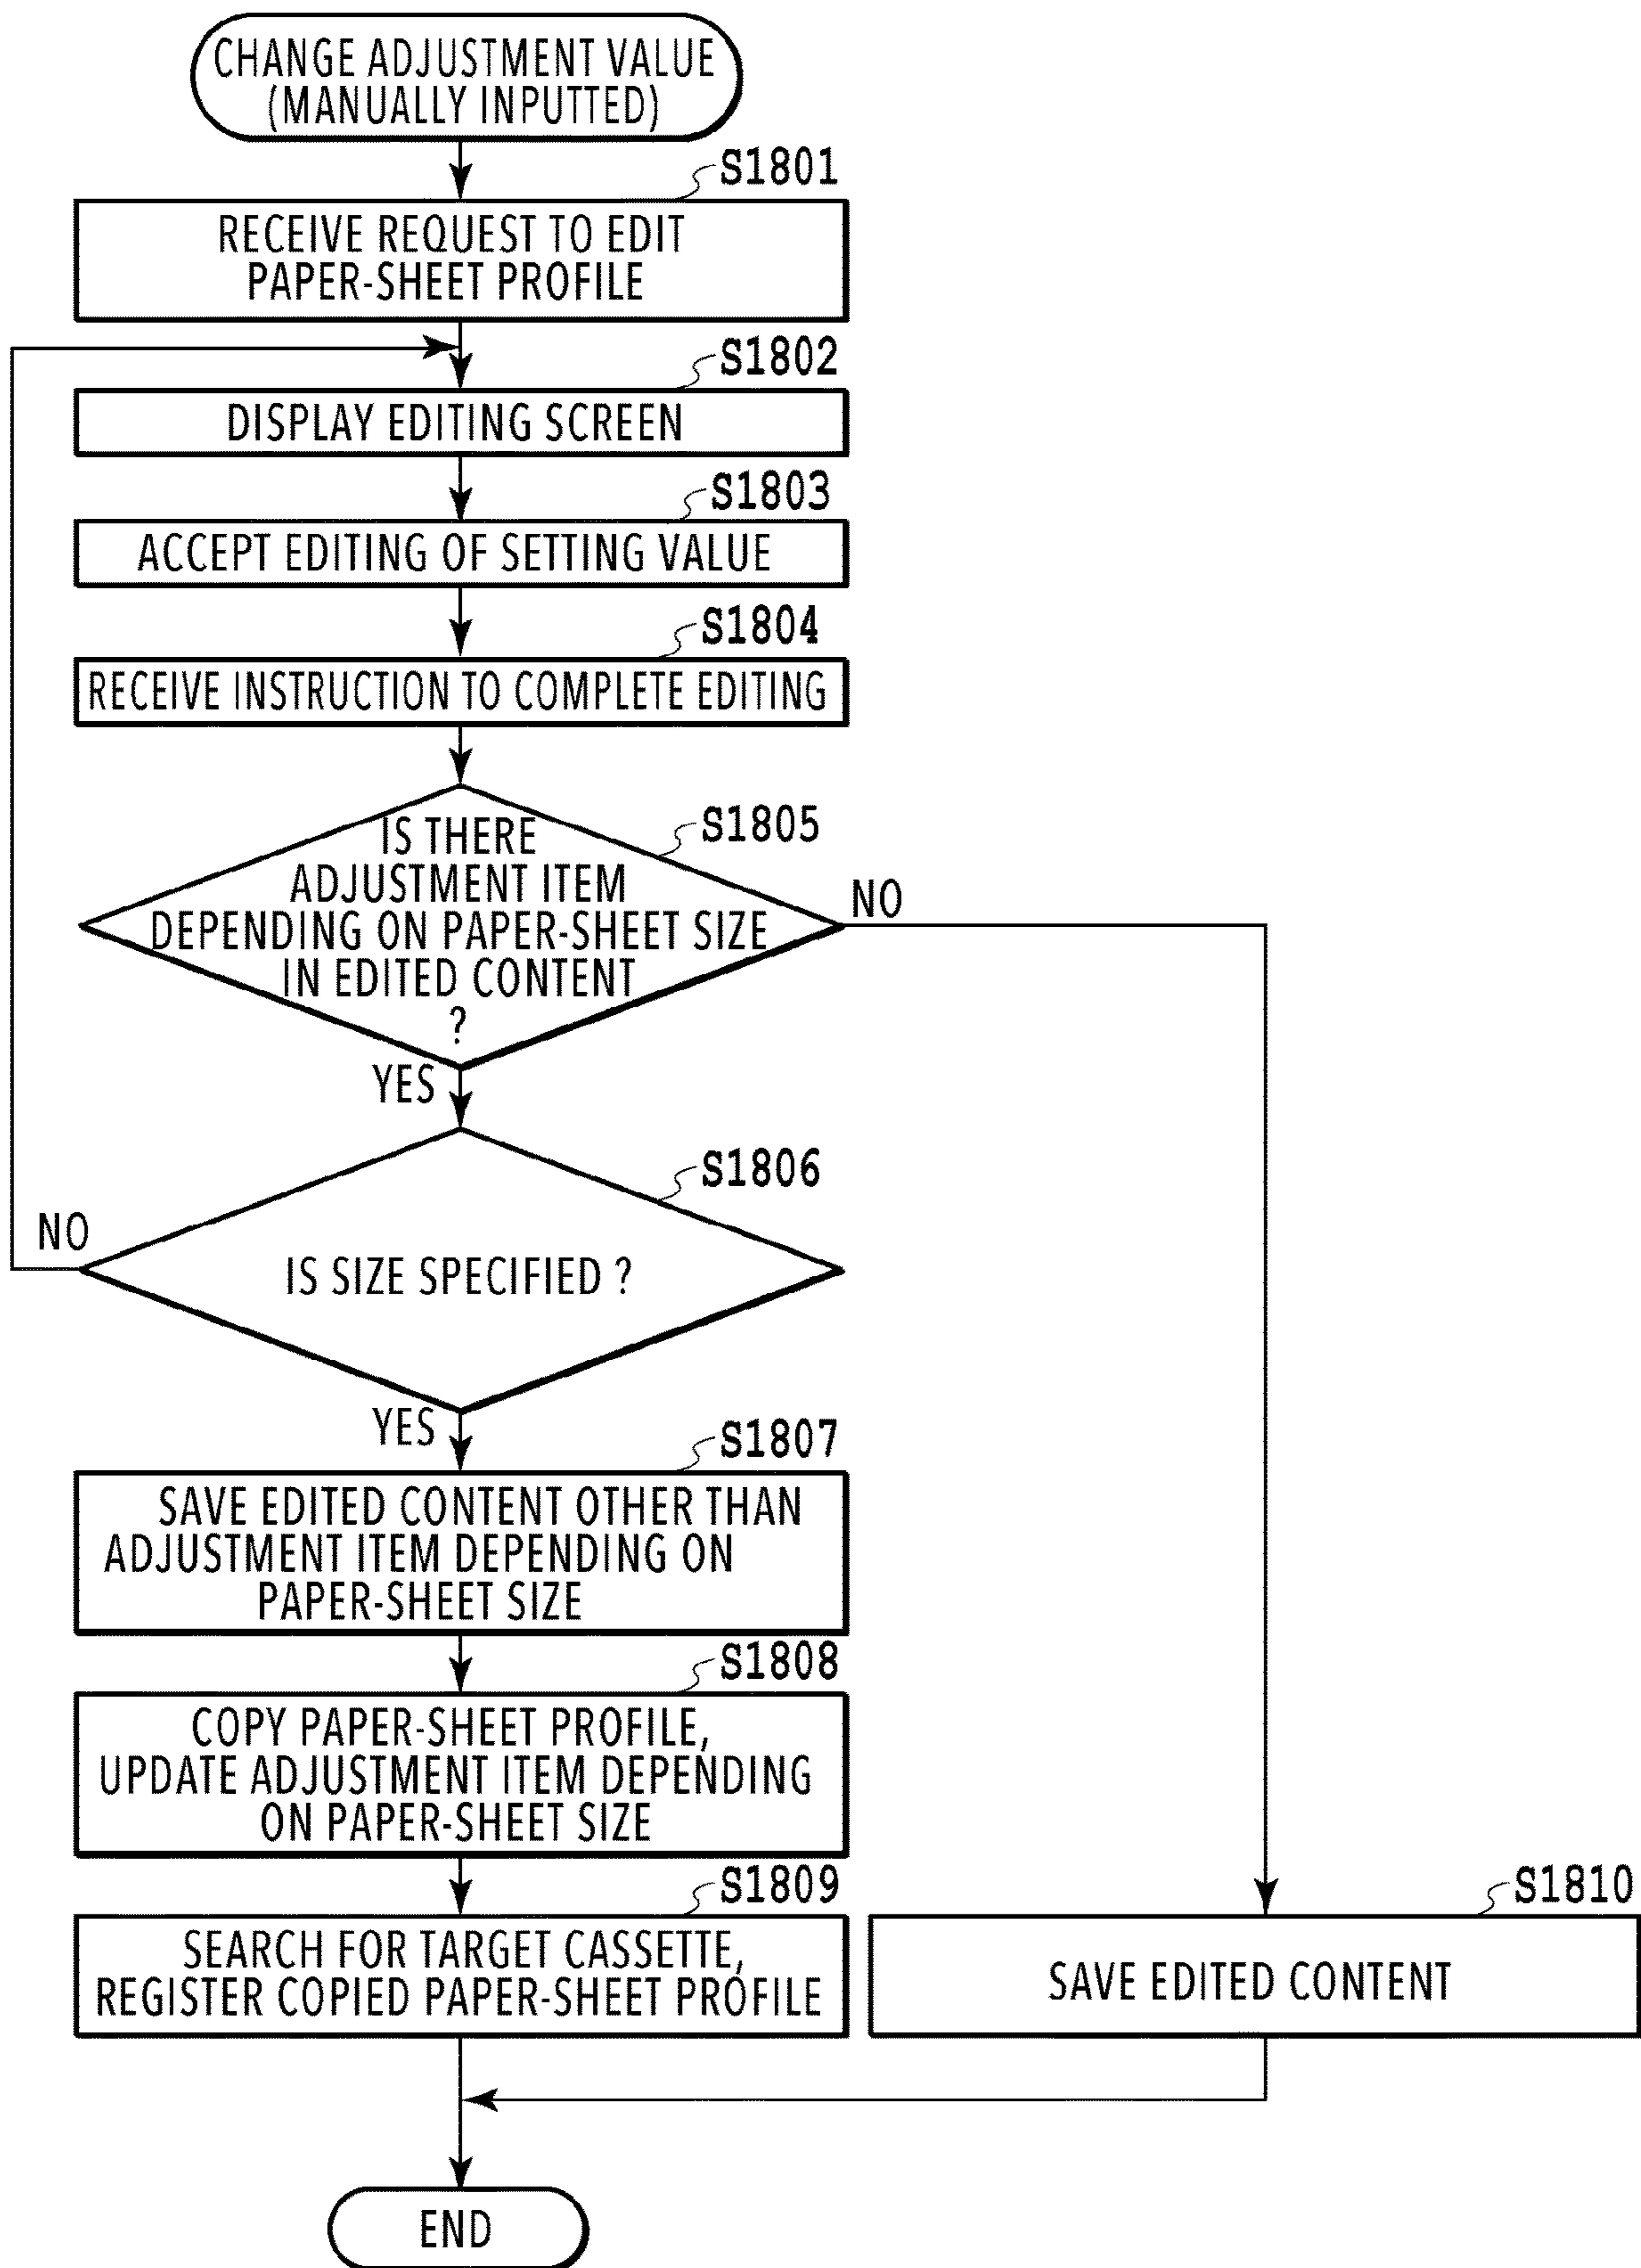 CHANGE ADJUSTMENT VALUE
(MANUALLY INPUTTED)
S1801
RECEIVE REQUEST TO EDIT
PAPER-SHEET PROFILE
S1802
DISPLAY EDITING SCREEN
S1803
ACCEPT EDITING OF SETTING VALUE
S1804
RECEIVE INSTRUCTION TO COMPLETE EDITING
S1805
IS THERE
ADJUSTMENT ITEM
DEPENDING ON PAPER-SHEET SIZE
IN EDITED CONTENT
?
NO
YES
S1806
NO
IS SIZE SPECIFIED ?
YES
S1807
SAVE EDITED CONTENT OTHER THAN
ADJUSTMENT ITEM DEPENDING ON
PAPER-SHEET SIZE
S1808
COPY PAPER-SHEET PROFILE,
UPDATE ADJUSTMENT ITEM DEPENDING
ON PAPER-SHEET SIZE
S1809
SEARCH FOR TARGET CASSETTE,
REGISTER COPIED PAPER-SHEET PROFILE
S1810
SAVE EDITED CONTENT
END